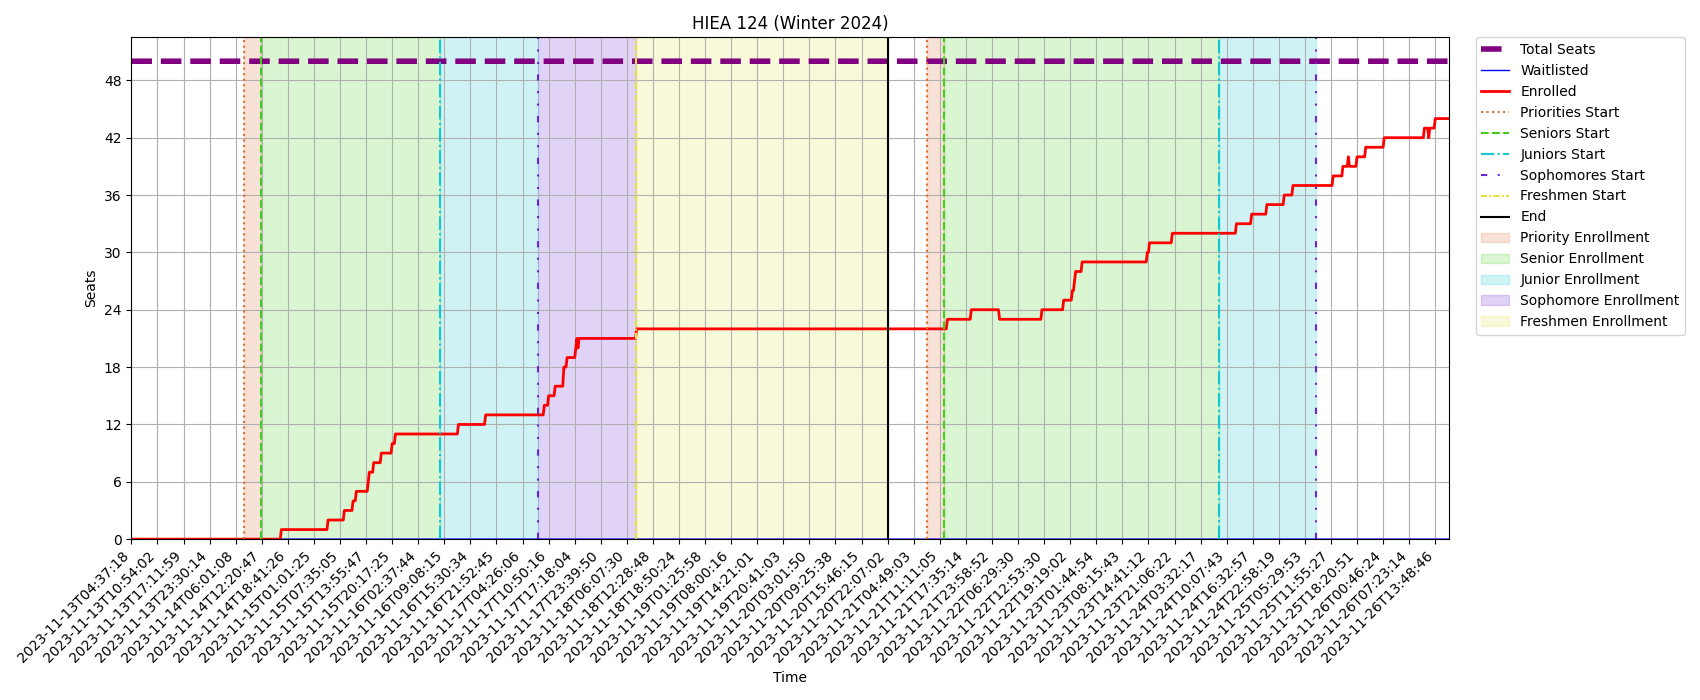 HIEA 124 (Winter 2024)
Total Seats
Waitlisted
Enrolled
Priorities Start
Seniors Start
Juniors Start
Sophomores Start
Freshmen Start
End
Priority Enrollment
Senior Enrollment
Junior Enrollment
Sophomore Enrollment
Freshmen Enrollment
Seats
48
42
36
30
24
18
12
6
0
2023-11-13T04:37:18
2023-11-13T10:54:02
2023-11-13T17:11:59
2023-11-13T23:30:14
2023-11-14T06:01:08
2023-11-14T12:20:47
2023-11-14T18:41:26
2023-11-15T01:01:25
2023-11-15T07:35:05
2023-11-15T13:55:47
2023-11-15T20:17:25
2023-11-16T02:37:44
2023-11-16T09:08:15
2023-11-16T15:30:34
2023-11-16T21:52:45
2023-11-17T04:26:06
2023-11-17T10:50:16
2023-11-17T17:18:04
2023-11-17T23:39:50
2023-11-18T06:07:30
2023-11-18T12:28:48
2023-11-18T18:50:24
2023-11-19T01:25:58
2023-11-19T08:00:16
2023-11-19T14:21:01
2023-11-19T20:41:03
2023-11-20T03:01:50
2023-11-20T09:25:38
2023-11-20T15:46:15
2023-11-20T22:07:02
2023-11-21T04:49:03
2023-11-21T11:11:05
2023-11-21T17:35:14
2023-11-21T23:58:52
2023-11-22T06:29:30
2023-11-22T12:53:30
2023-11-22T19:19:02
2023-11-23T01:44:54
2023-11-23T08:15:43
2023-11-23T14:41:12
2023-11-23T21:06:22
2023-11-24T03:32:17
2023-11-24T10:07:43
2023-11-24T16:32:57
2023-11-24T22:58:19
2023-11-25T05:29:53
2023-11-25T11:55:27
2023-11-25T18:20:51
2023-11-26T00:46:24
2023-11-26T07:23:14
2023-11-26T13:48:46
Time